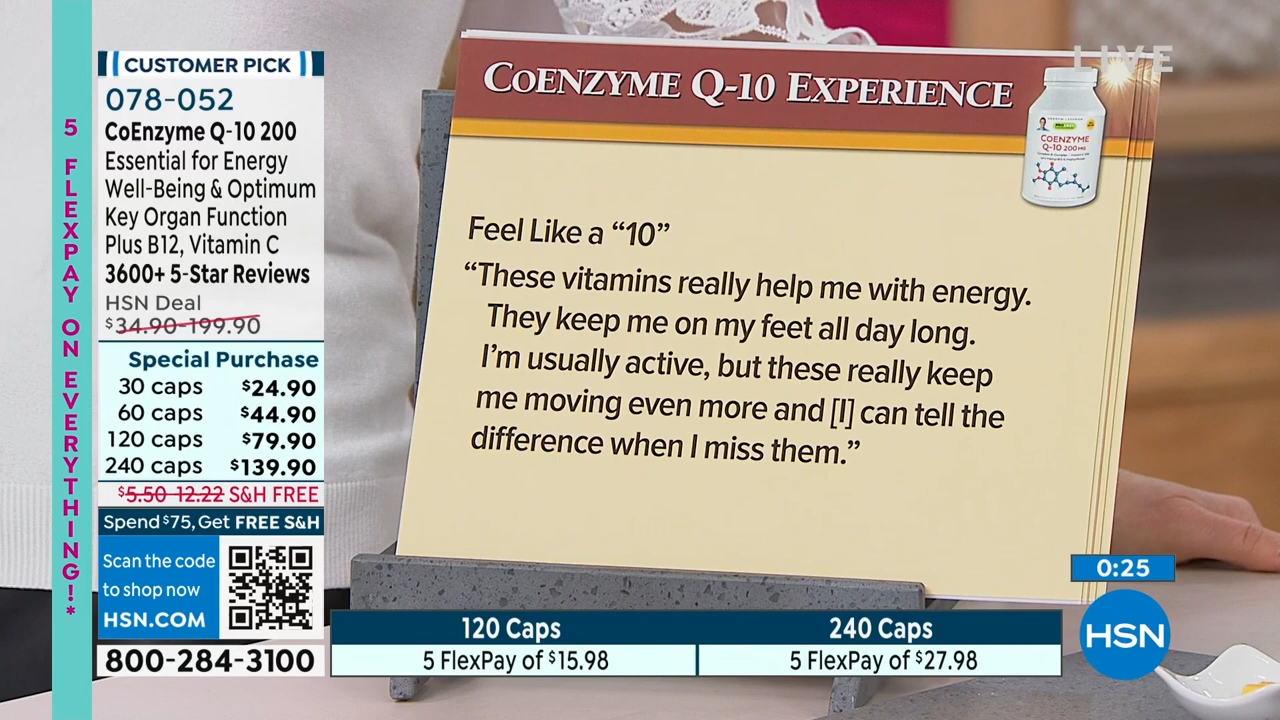 5 FLEXPAY ON EVERYTHING!*
CUSTOMER PICK
078-052
CoEnzyme Q-10 200
Essential for Energy
Well-Being & Optimum
Key Organ Function
Plus B12, Vitamin C
3600+ 5-Star Reviews
HSN Deal
$34.90-199.90
Special Purchase
30 caps $24.90
60 caps $44.90
120 caps $79.90
240 caps $139.90
$5.50-12.22 S&H FREE
Spend $75, Get FREE S&H
Scan the code
to shop now
HSN.COM
800-284-3100
LIVE
COENZYME Q-10 EXPERIENCE
COENZYME
Q-10 200 MG
Feel Like a “10”
“These vitamins really help me with energy.
They keep me on my feet all day long.
I’m usually active, but these really keep
me moving even more and [I] can tell the
difference when I miss them.”
0:25
HSN
120 Caps 240 Caps
5 FlexPay of $15.98 5 FlexPay of $27.98